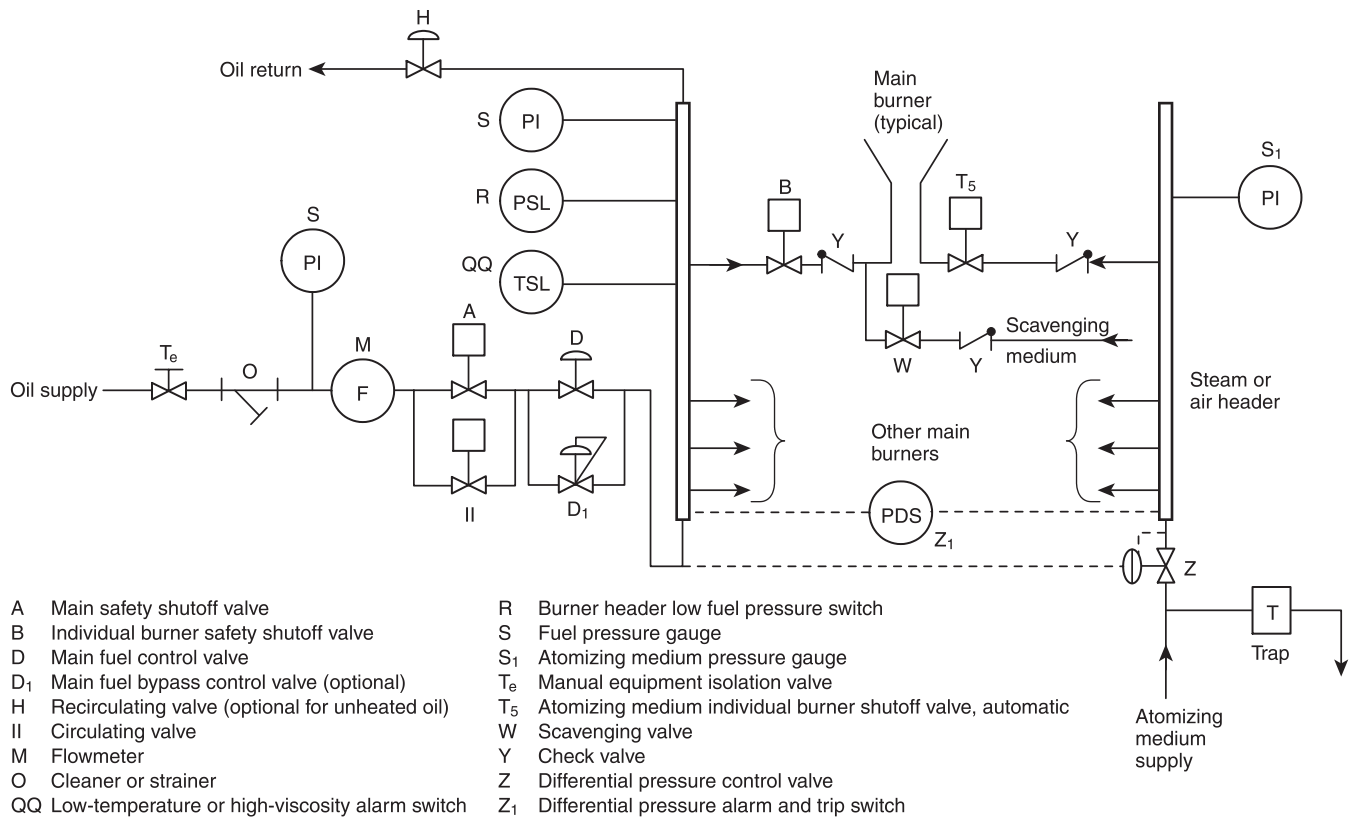 H
Oil return
S
PI
R
PSL
QQ
TSL
S
PI
Main
burner
(typical)
B
Y
T5
Y
S1
PI
W
Y
Scavenging
medium
Oil supply
Te
O
M
F
A
II
D
D1
Steam or
air header
Other main
burners
PDS
Z1
Z
T
Trap
Atomizing
medium
supply
A Main safety shutoff valve
B Individual burner safety shutoff valve
D Main fuel control valve
D1 Main fuel bypass control valve (optional)
H Recirculating valve (optional for unheated oil)
II Circulating valve
M Flowmeter
O Cleaner or strainer
QQ Low-temperature or high-viscosity alarm switch
R Burner header low fuel pressure switch
S Fuel pressure gauge
S1 Atomizing medium pressure gauge
Te Manual equipment isolation valve
T5 Atomizing medium individual burner shutoff valve, automatic
W Scavenging valve
Y Check valve
Z Differential pressure control valve
Z1 Differential pressure alarm and trip switch